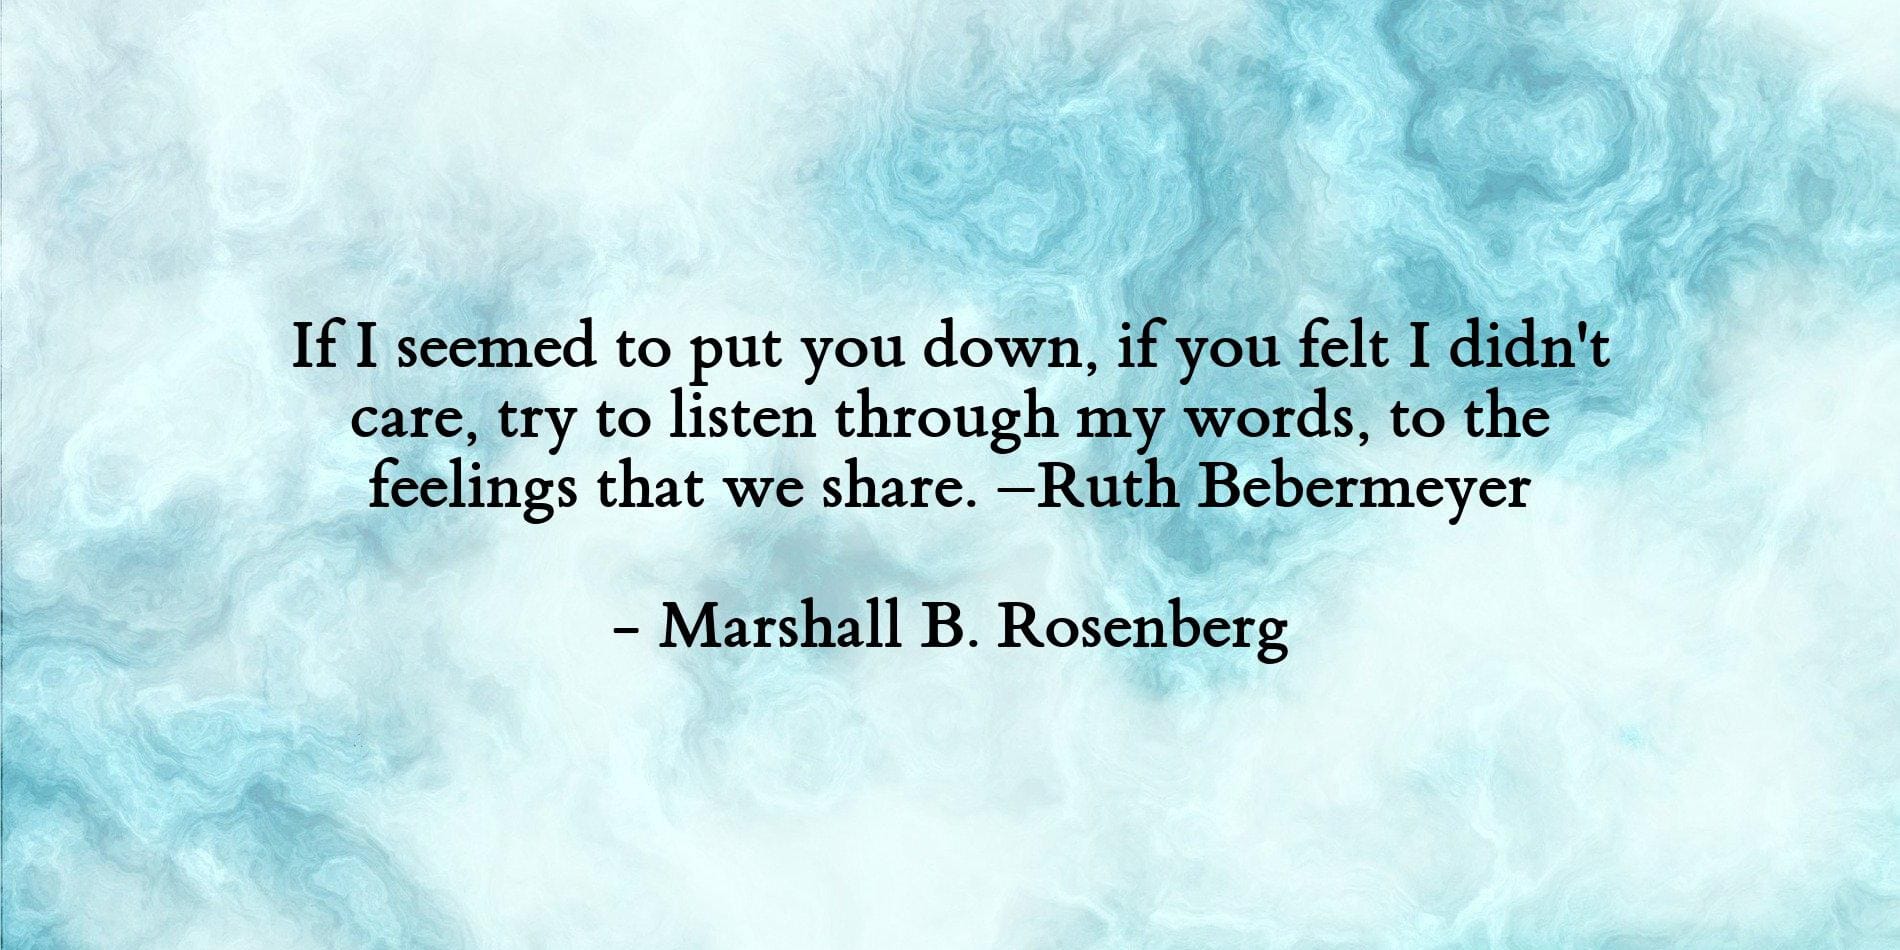 If I seemed to put you down, if you felt I didn't
care, try to listen through my words, to the
feelings that we share. —Ruth Bebermeyer
- Marshall B. Rosenberg